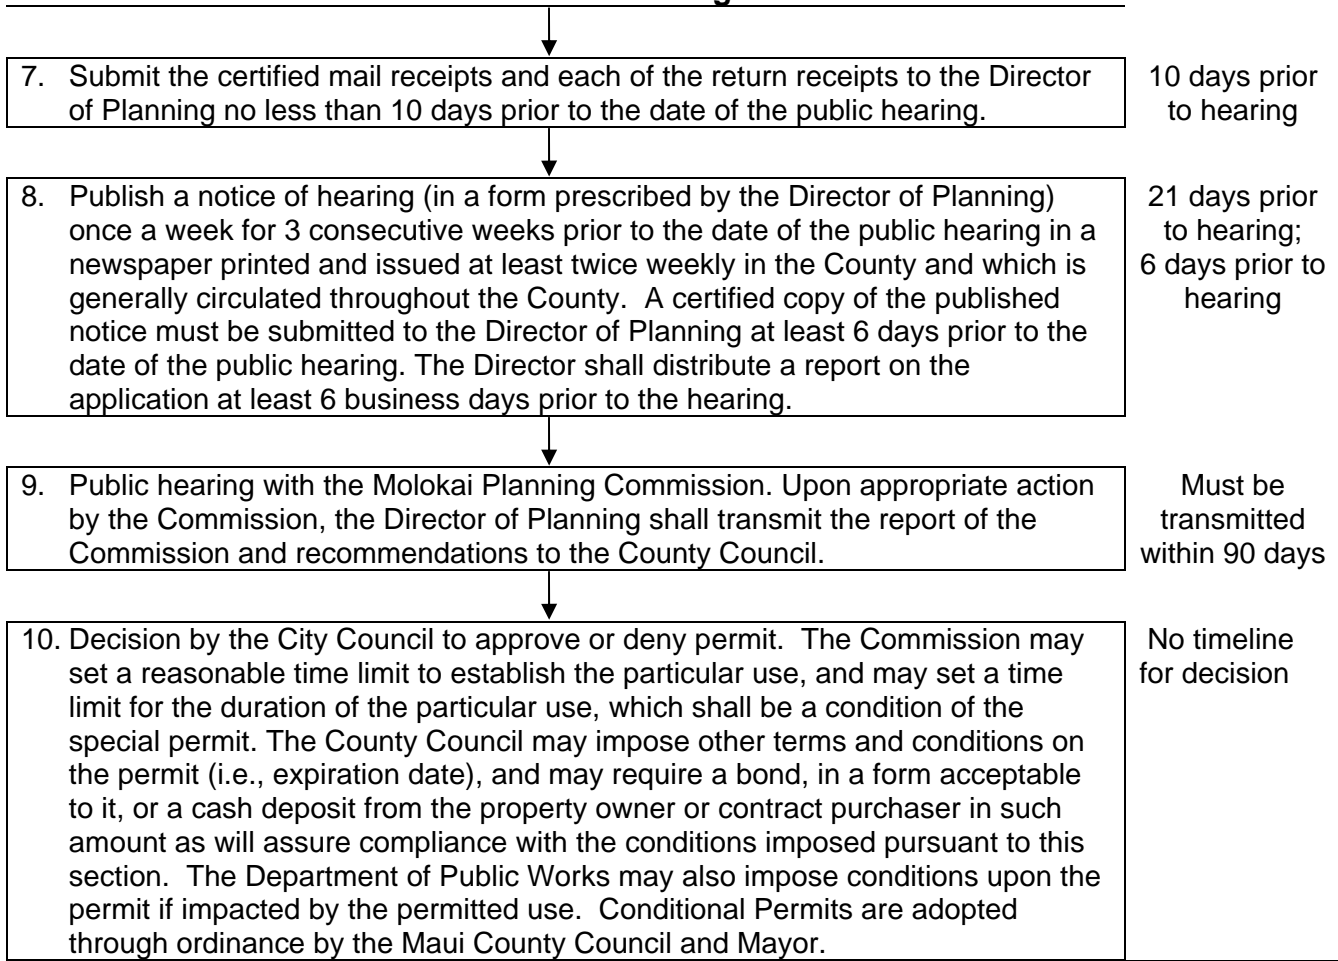 7. Submit the certified mail receipts and each of the return receipts to the Director
of Planning no less than 10 days prior to the date of the public hearing.
10 days prior
to hearing
8. Publish a notice of hearing (in a form prescribed by the Director of Planning)
once a week for 3 consecutive weeks prior to the date of the public hearing in a
newspaper printed and issued at least twice weekly in the County and which is
generally circulated throughout the County. A certified copy of the published
notice must be submitted to the Director of Planning at least 6 days prior to the
date of the public hearing. The Director shall distribute a report on the
application at least 6 business days prior to the hearing.
21 days prior
to hearing;
6 days prior to
hearing
9. Public hearing with the Molokai Planning Commission. Upon appropriate action
by the Commission, the Director of Planning shall transmit the report of the
Commission and recommendations to the County Council.
Must be
transmitted
within 90 days
10. Decision by the City Council to approve or deny permit. The Commission may
set a reasonable time limit to establish the particular use, and may set a time
limit for the duration of the particular use, which shall be a condition of the
special permit. The County Council may impose other terms and conditions on
the permit (i.e., expiration date), and may require a bond, in a form acceptable
to it, or a cash deposit from the property owner or contract purchaser in such
amount as will assure compliance with the conditions imposed pursuant to this
section. The Department of Public Works may also impose conditions upon the
permit if impacted by the permitted use. Conditional Permits are adopted
through ordinance by the Maui County Council and Mayor.
No timeline
for decision